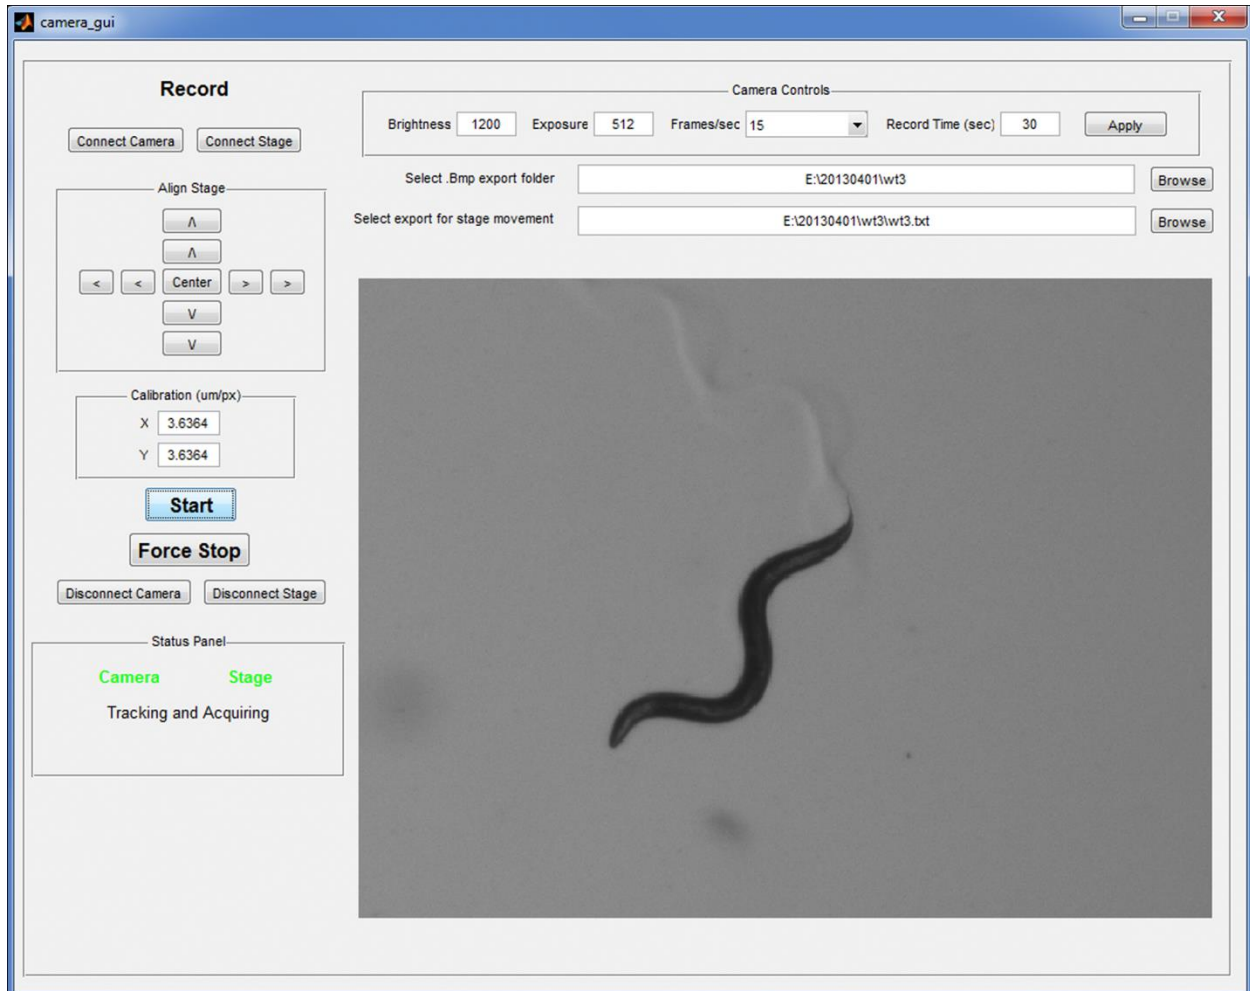 camera_gui
Record
Connect Camera Connect Stage
Align Stage
Λ
Λ
< < Center > >
V
V
Calibration (um/px)
X 3.6364
Y 3.6364
Start
Force Stop
Disconnect Camera Disconnect Stage
Status Panel
Camera Stage
Tracking and Acquiring
Camera Controls
Brightness 1200 Exposure 512 Frames/sec 15 Record Time (sec) 30 Apply
Select .Bmp export folder E:\20130401\wt3 Browse
Select export for stage movement E:\20130401\wt3\wt3.txt Browse